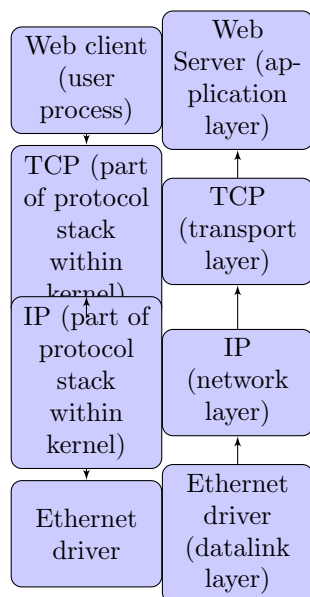 Web client
(user
process)
TCP (part
of protocol
stack
within
kernel)
IP (part of
protocol
stack
within
kernel)
Ethernet
driver
Web
Server (ap-
plication
layer)
TCP
(transport
layer)
IP
(network
layer)
Ethernet
driver
(datalink
layer)